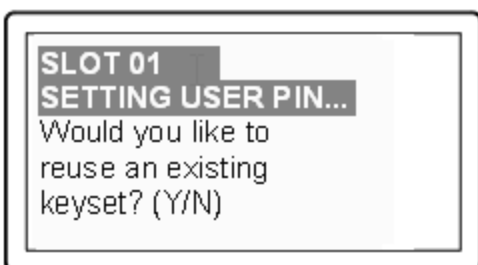 SLOT 01
SETTING USER PIN...
Would you like to
reuse an existing
keyset? (Y/N)